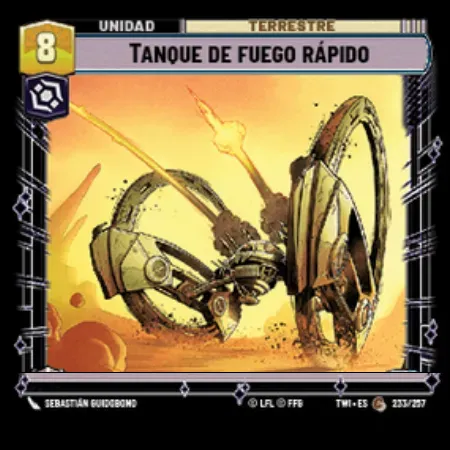 UNIDAD
TERRESTRE
8
TANQUE DE FUEGO RÁPIDO
SEBASTIÁN GUIDOBONO
© LFL © FFG
TWI • ES
233/257